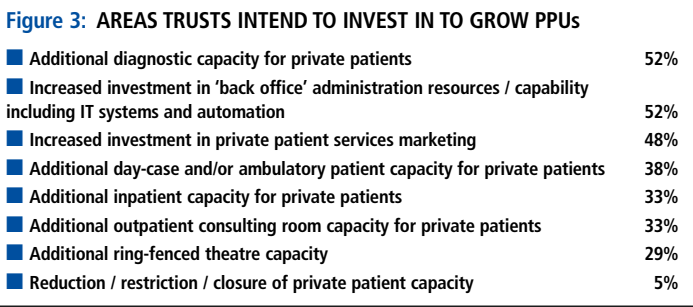 Figure 3: AREAS TRUSTS INTEND TO INVEST IN TO GROW PPUs
Additional diagnostic capacity for private patients 52%
Increased investment in ‘back office’ administration resources / capability
including IT systems and automation 52%
Increased investment in private patient services marketing 48%
Additional day-case and/or ambulatory patient capacity for private patients 38%
Additional inpatient capacity for private patients 33%
Additional outpatient consulting room capacity for private patients 33%
Additional ring-fenced theatre capacity 29%
Reduction / restriction / closure of private patient capacity 5%